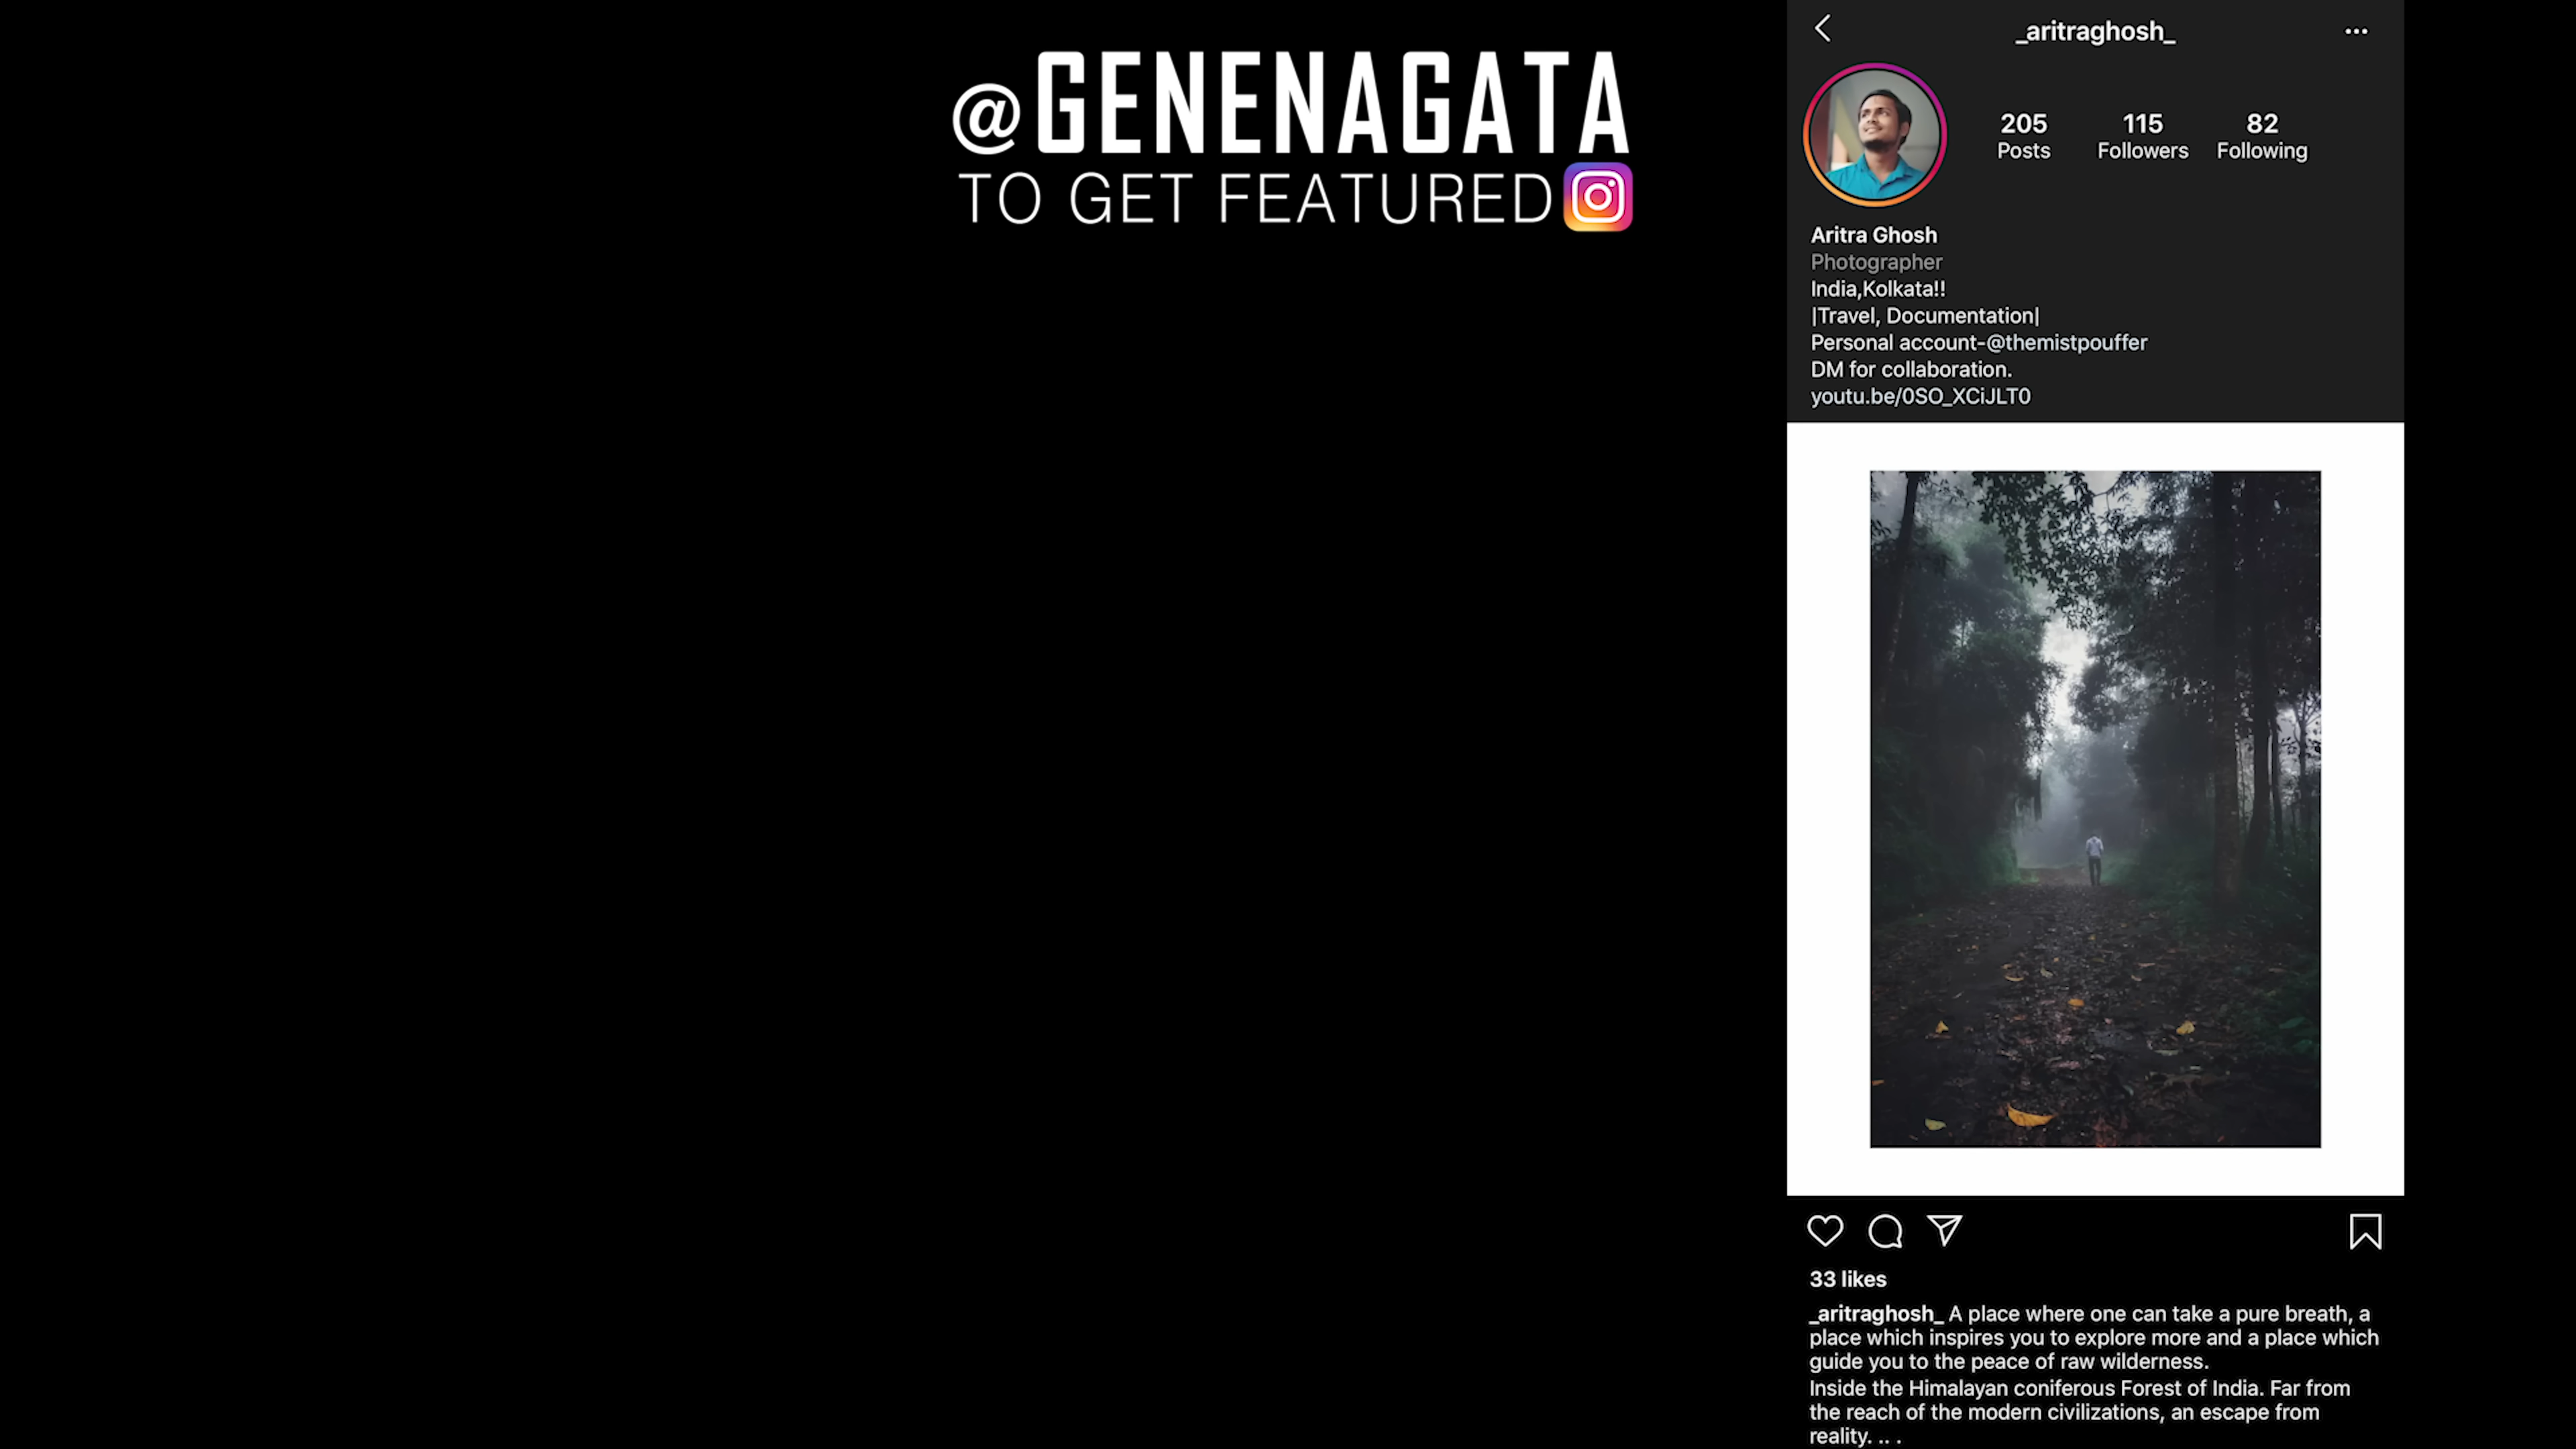 @GENENAGATA
TO GET FEATURED
_aritraghosh_
205 115 82
Posts Followers Following
Aritra Ghosh
Photographer
India,Kolkata!!
|Travel, Documentation|
Personal account-@themistpouffer
DM for collaboration.
youtu.be/0SO_XCiJLT0
33 likes
_aritraghosh_ A place where one can take a pure breath, a
place which inspires you to explore more and a place which
guide you to the peace of raw wilderness.
Inside the Himalayan coniferous Forest of India. Far from
the reach of the modern civilizations, an escape from
reality. .. .